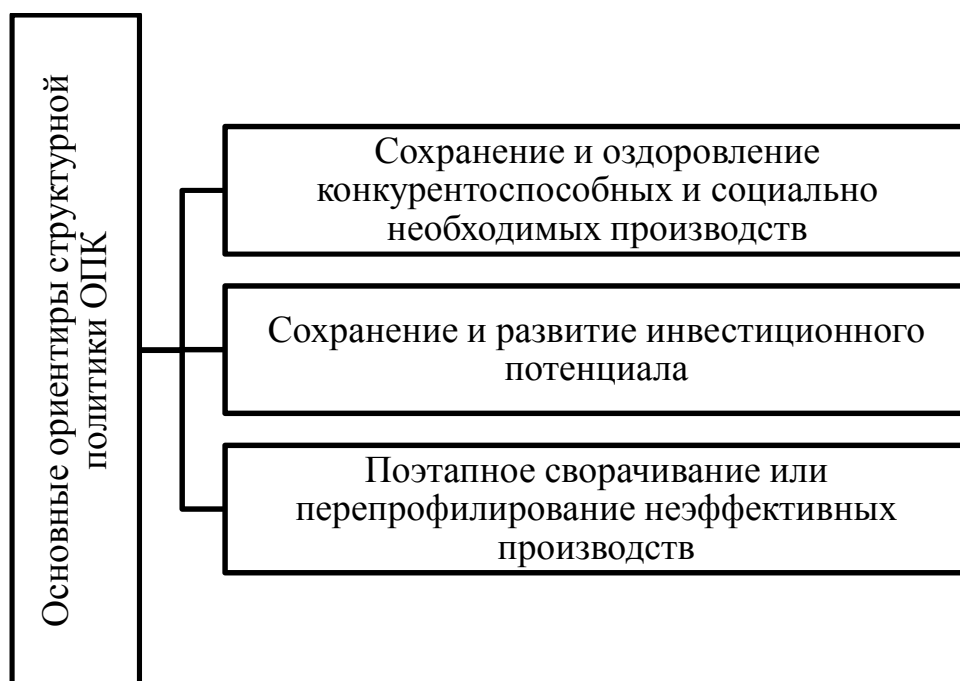 Основные ориентиры структурной
политики ОПК
Сохранение и оздоровление
конкурентоспособных и социально
необходимых производств
Сохранение и развитие инвестиционного
потенциала
Поэтапное сворачивание или
перепрофилирование неэффективных
производств